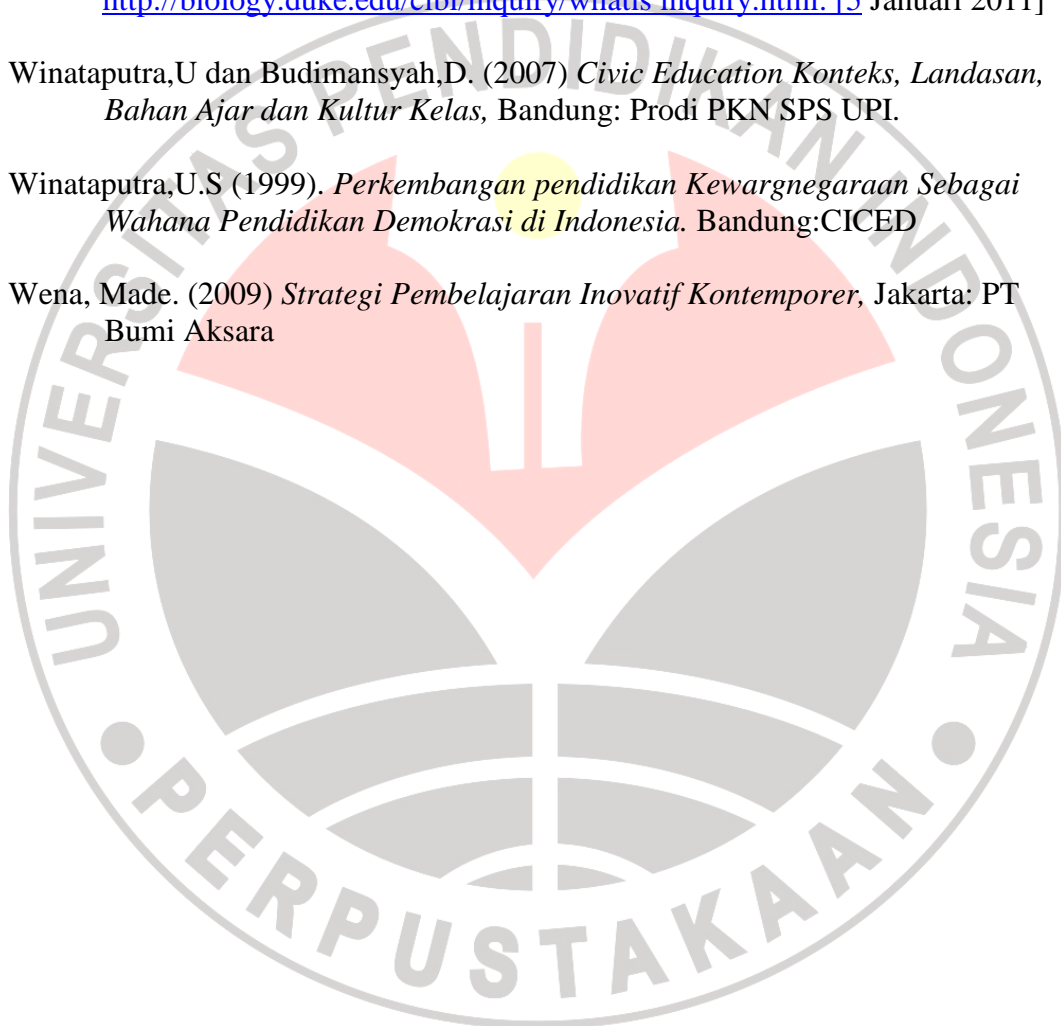 http://biology.duke.edu/cibl/inquiry/whatis inquiry.html. [5 Januari 2011]
Winataputra,U dan Budimansyah,D. (2007) Civic Education Konteks, Landasan,
Bahan Ajar dan Kultur Kelas, Bandung: Prodi PKN SPS UPI.
Winataputra,U.S (1999). Perkembangan pendidikan Kewargnegaraan Sebagai
Wahana Pendidikan Demokrasi di Indonesia. Bandung:CICED
Wena, Made. (2009) Strategi Pembelajaran Inovatif Kontemporer, Jakarta: PT
Bumi Aksara
UNIVERSITAS PENDIDIKAN INDONESIA
PERPUSTAKAAN